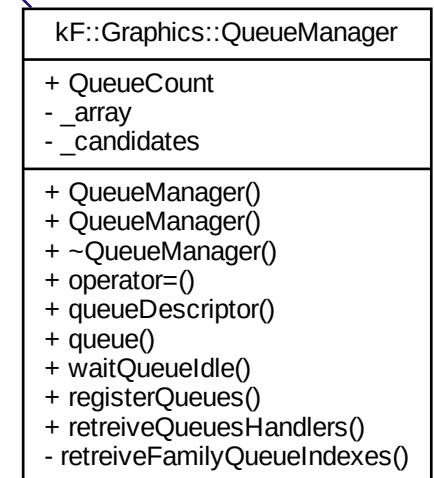 kF::Graphics::QueueManager
+ QueueCount
- _array
- _candidates
+ QueueManager()
+ QueueManager()
+ ~QueueManager()
+ operator=()
+ queueDescriptor()
+ queue()
+ waitQueueIdle()
+ registerQueues()
+ retreiveQueuesHandlers()
- retreiveFamilyQueueIndexes()